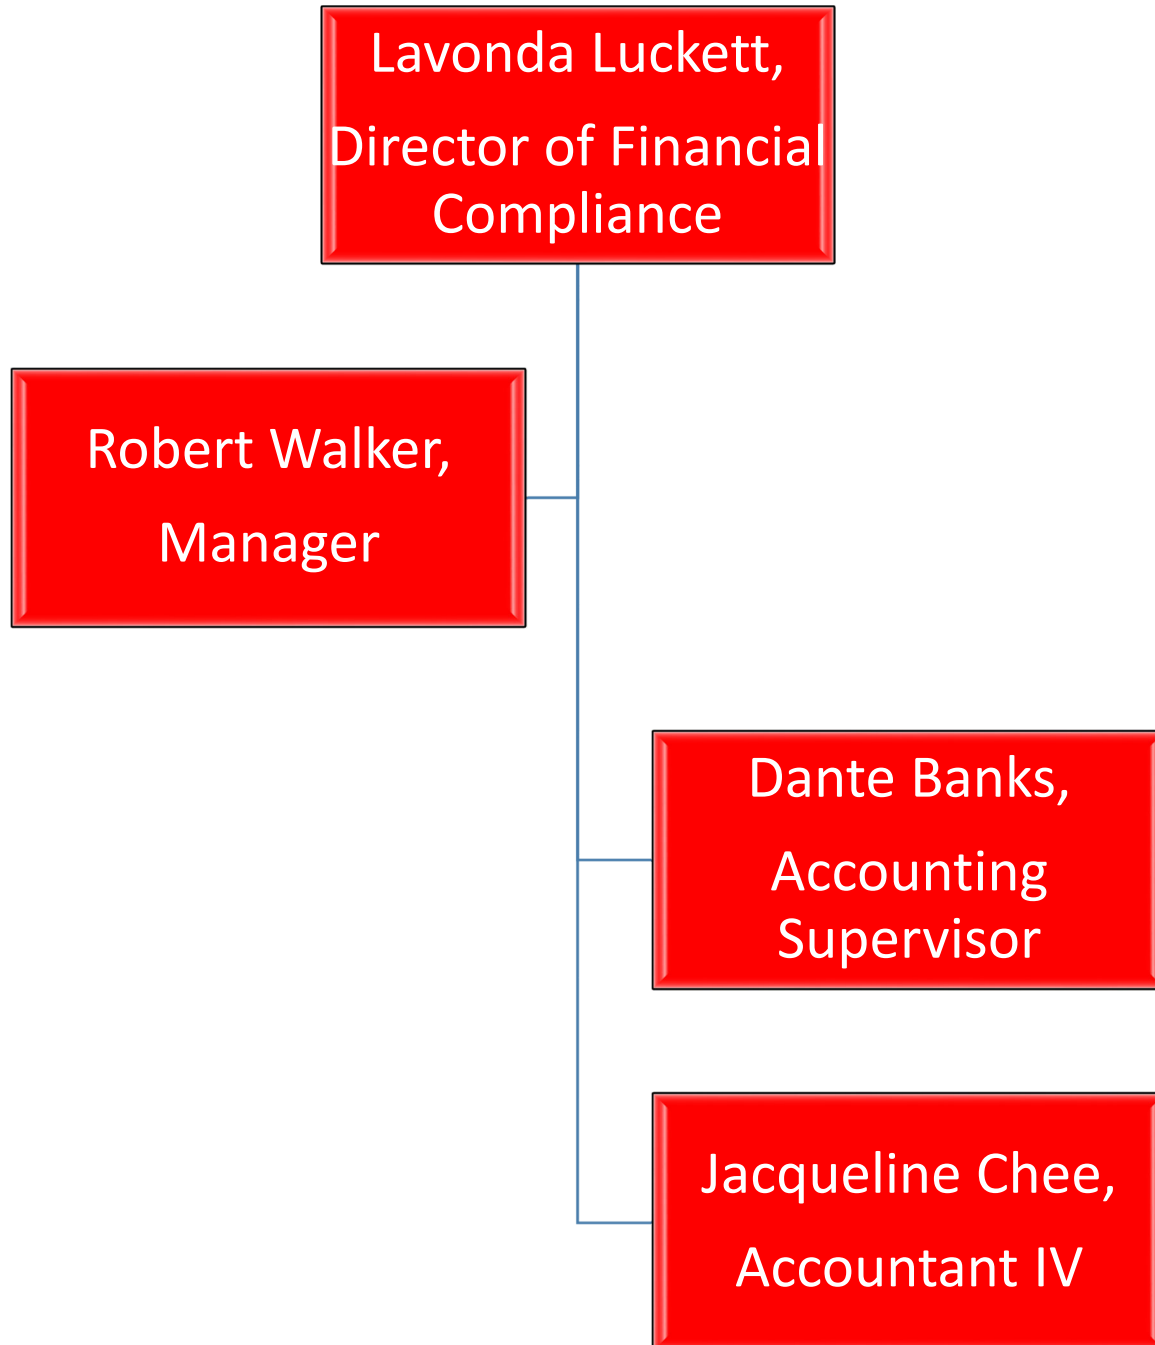 Lavonda Luckett,
Director of Financial
Compliance
Robert Walker,
Manager
Dante Banks,
Accounting
Supervisor
Jacqueline Chee,
Accountant IV